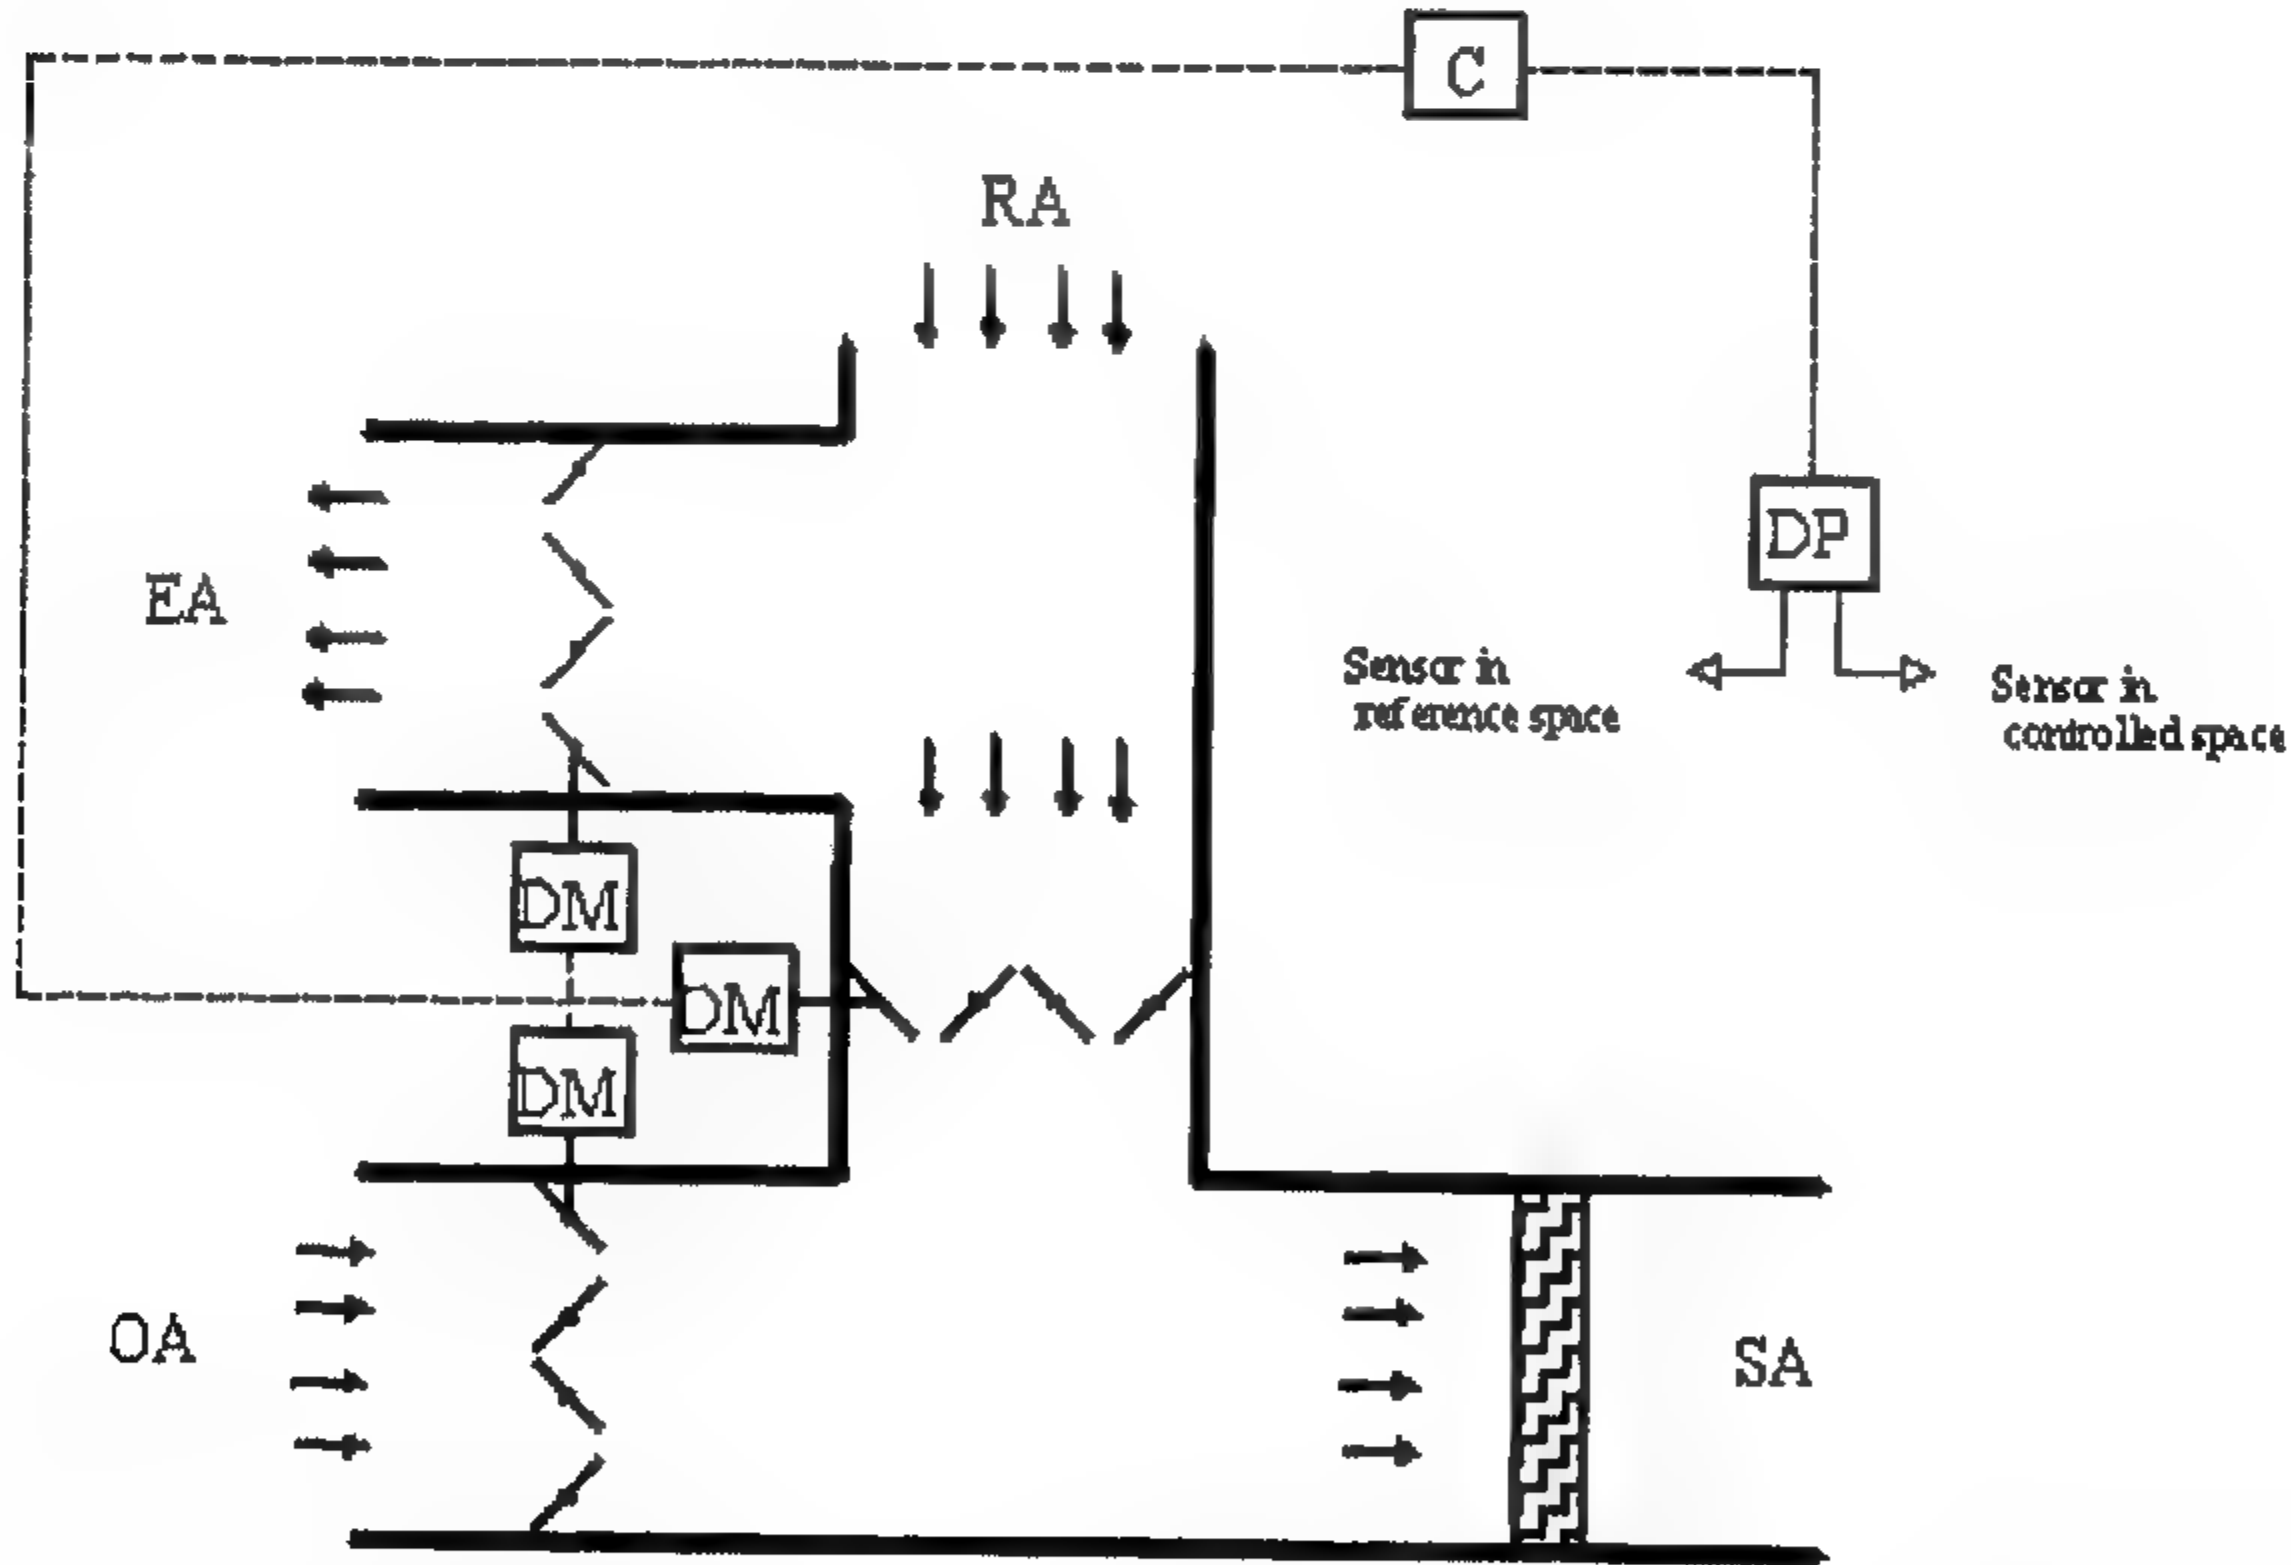 C
RA
DP
EA
Sensor in
reference space
Sensor in
controlled space
DM
DM
DM
OA
SA